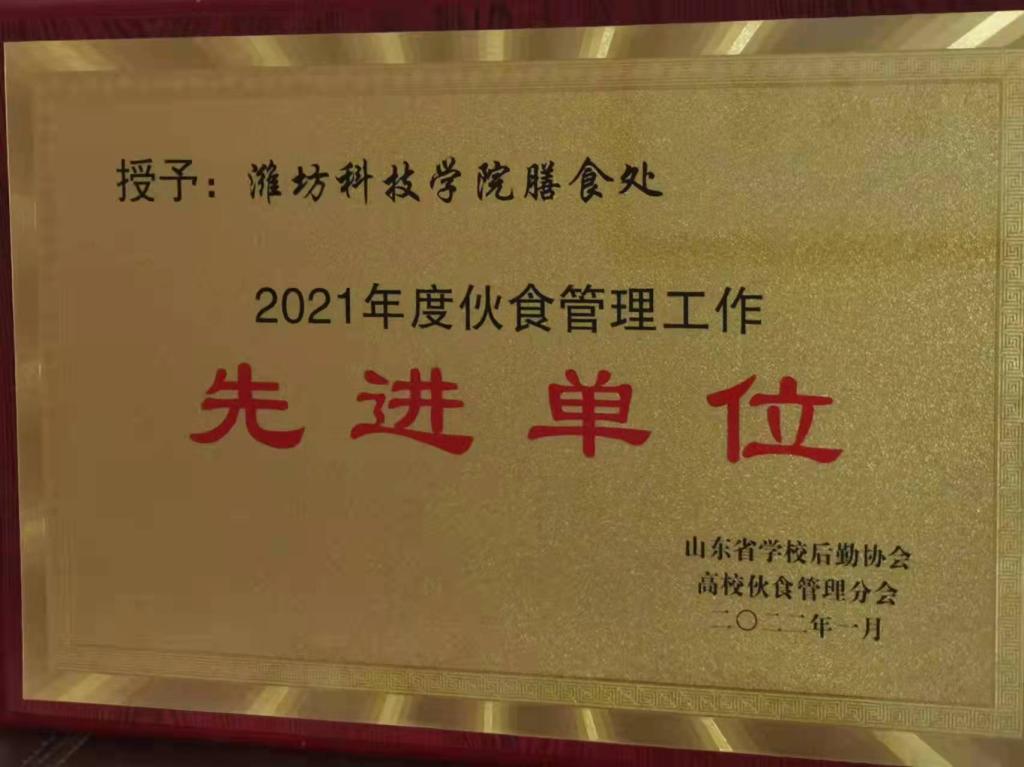 授予：潍坊科技学院膳食处
2021年度伙食管理工作
先进单位
山东省学校后勤协会
高校伙食管理分会
二〇二二年一月